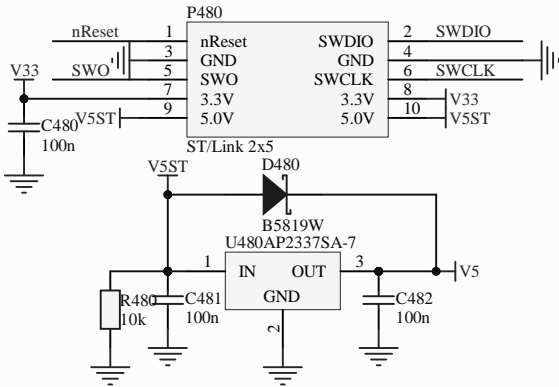 P480
nReset 1 nReset SWDIO 2 SWDIO
3 GND GND 4
SWO 5 SWO SWCLK 6 SWCLK
V33 7 3.3V 3.3V 8 V33
V5ST 9 5.0V 5.0V 10 V5ST
C480
100n
ST/Link 2x5
V5ST
D480
B5819W
U480AP2337SA-7
1 IN OUT 3 V5
GND
2
R480
10k
C481
100n
C482
100n